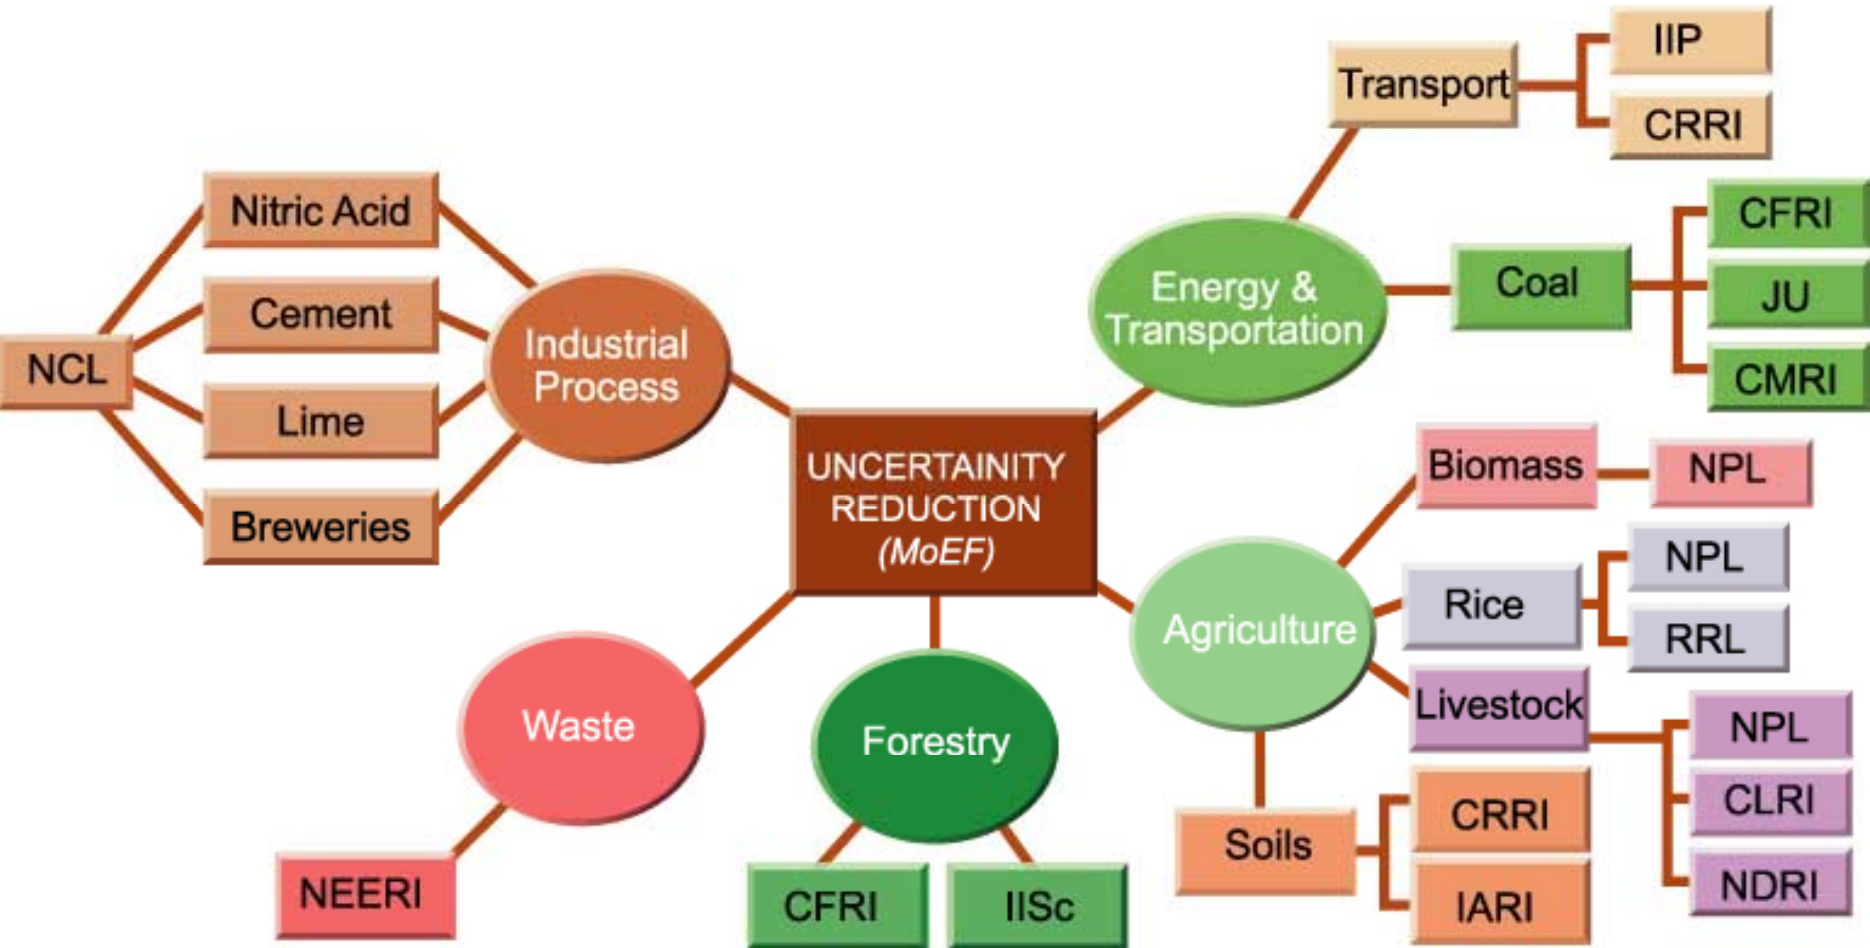 IIP
Transport
CRRI
Nitric Acid
CFRI
Energy &
Transportation
Coal
JU
CMRI
Cement
Industrial
Process
NCL
Lime
Breweries
UNCERTAINITY
REDUCTION
(MoEF)
Biomass
NPL
Rice
NPL
RRL
Agriculture
Livestock
NPL
CLRI
NDRI
Soils
CRRI
IARI
Waste
NEERI
Forestry
CFRI
IISc